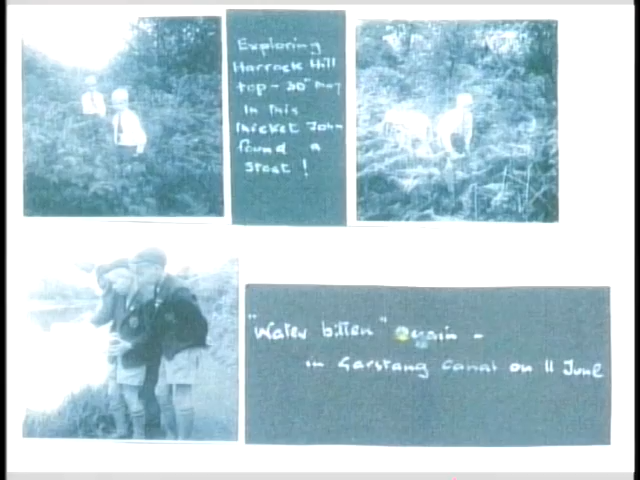 Exploring
Harrock Hill
top - 30th May
In this
thicket John
found a
stoat!
"Water bitten" again -
in Garstang canal on 11 June